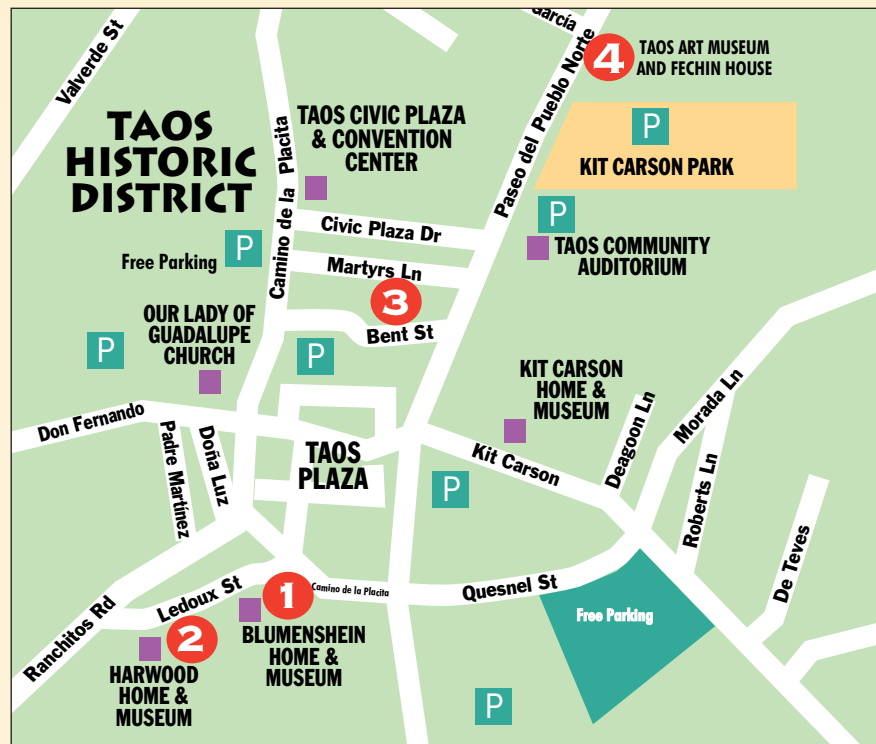 García
Valverde St
4
TAOS ART MUSEUM
AND FECHIN HOUSE
Paseo del Pueblo Norte
TAOS
HISTORIC
DISTRICT
Camino de la Placita
TAOS CIVIC PLAZA
& CONVENTION
CENTER
P
KIT CARSON PARK
P
Civic Plaza Dr
TAOS COMMUNITY
AUDITORIUM
Free Parking
P
Martyrs Ln
3
Bent St
OUR LADY OF
GUADALUPE
CHURCH
P
P
KIT CARSON
HOME &
MUSEUM
Morada Ln
Deagoon Ln
Don Fernando
Padre Martínez
Doña Luz
TAOS
PLAZA
Kit Carson
P
Roberts Ln
De Teves
Ranchitos Rd
Ledoux St
1
Camino de la Placita
Quesnel St
Free Parking
BLUMENSHEIN
HOME &
MUSEUM
2
HARWOOD
HOME &
MUSEUM
P